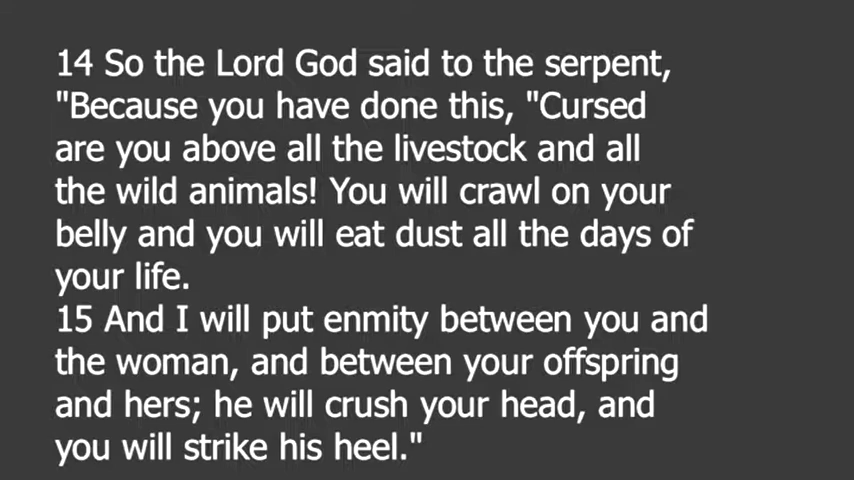 14 So the Lord God said to the serpent,
"Because you have done this, "Cursed
are you above all the livestock and all
the wild animals! You will crawl on your
belly and you will eat dust all the days of
your life.
15 And I will put enmity between you and
the woman, and between your offspring
and hers; he will crush your head, and
you will strike his heel."